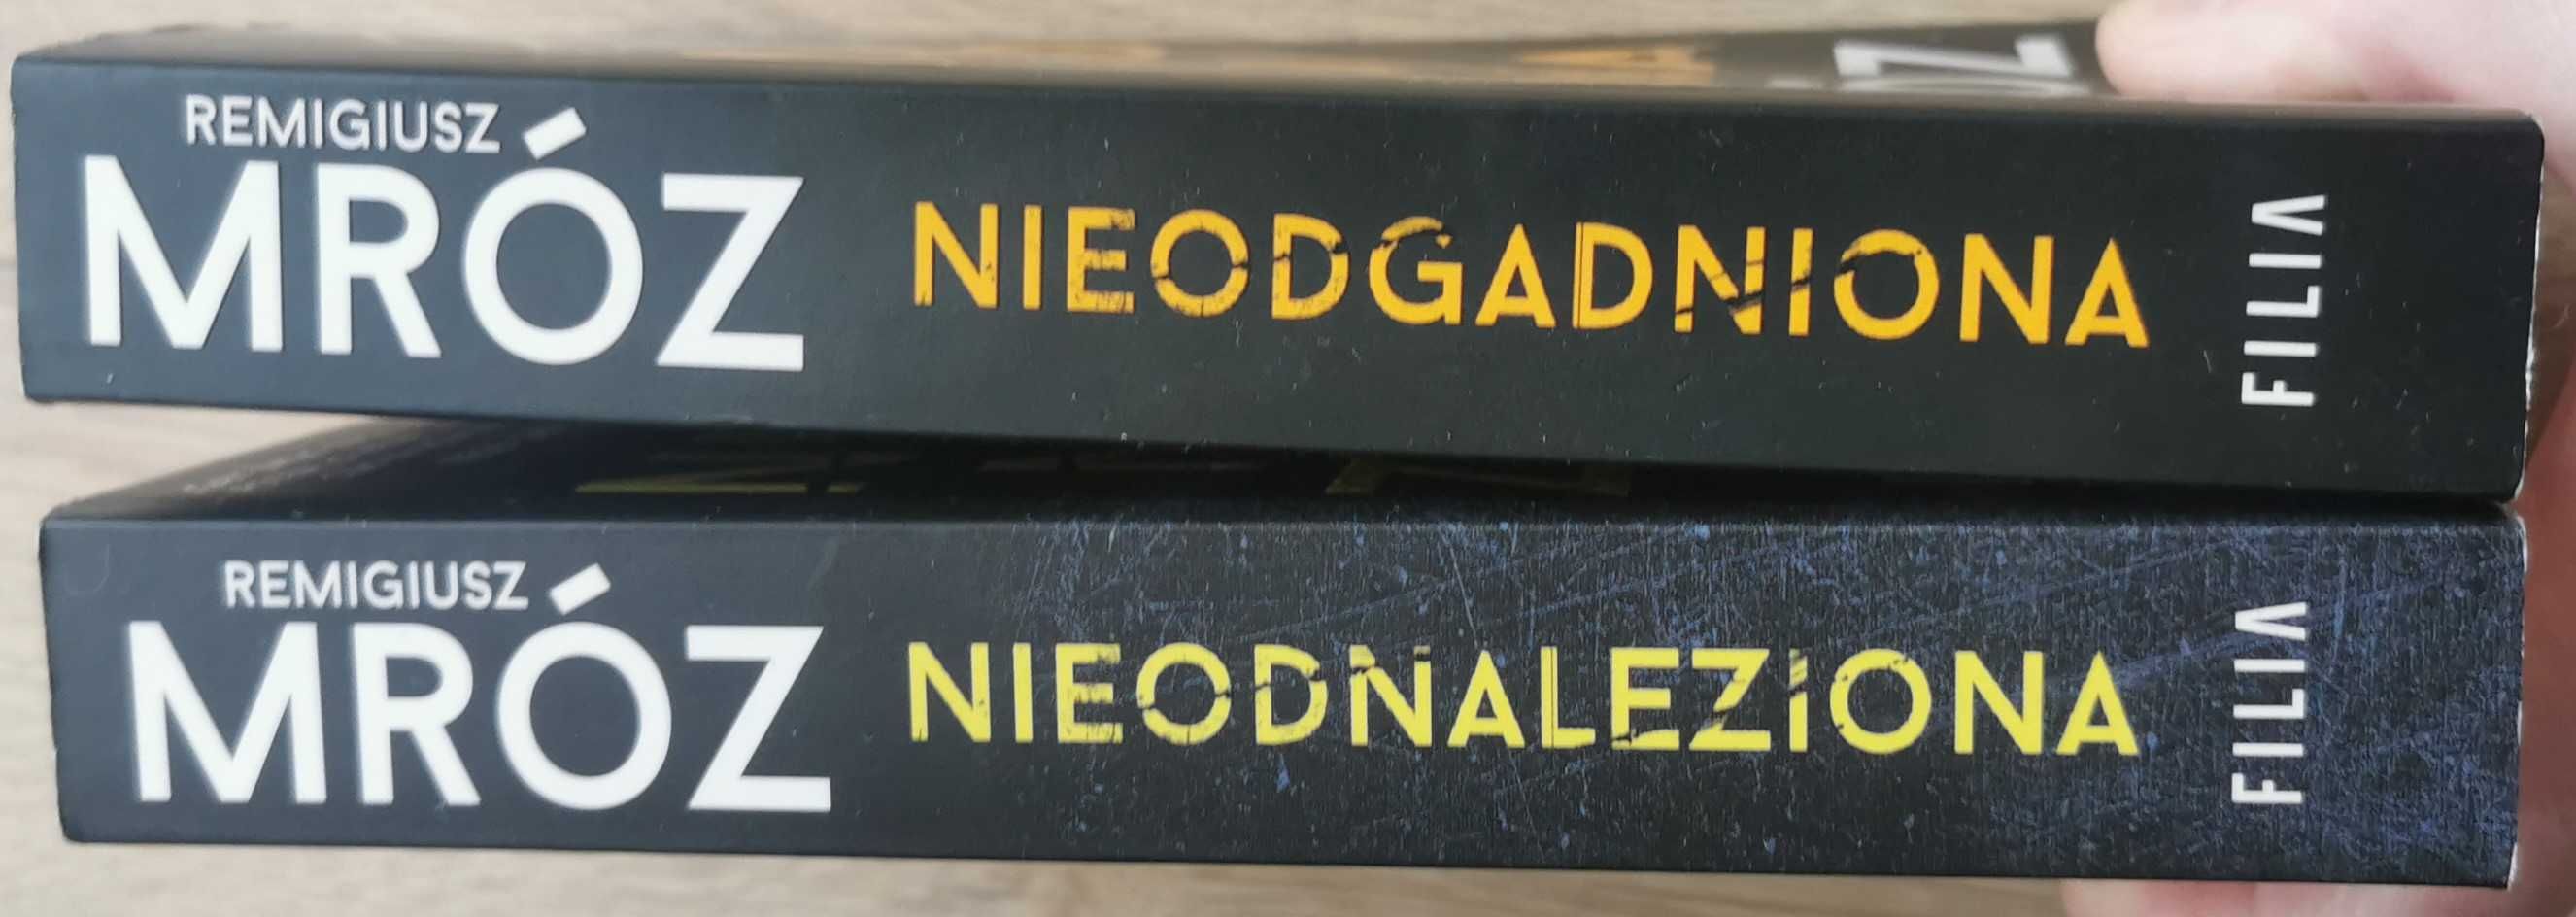 REMIGIUSZ
MRÓZ
NIEODGADNIONA
FILIA
REMIGIUSZ
MRÓZ
NIEODNALEZIONA
FILIA